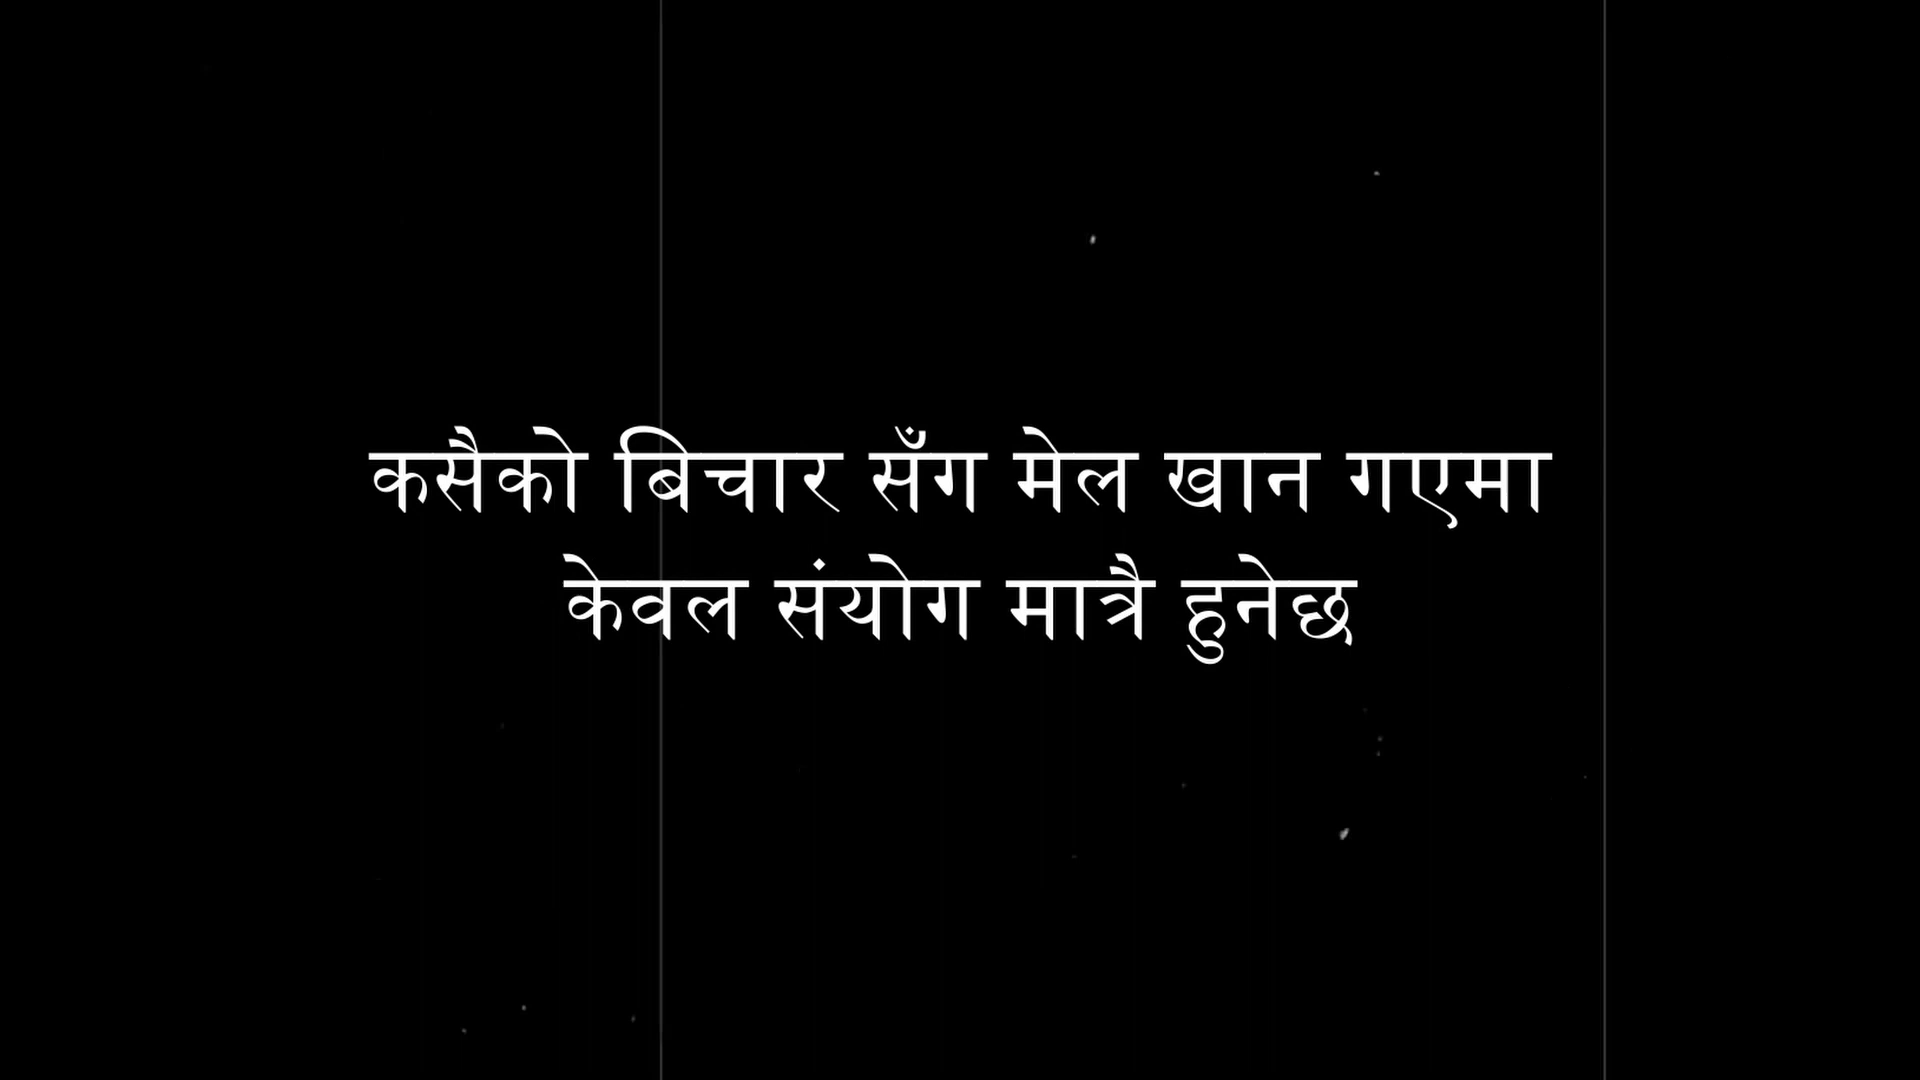 कसैको बिचार सँग मेल खान गएमा
केवल संयोग मात्रै हुनेछ